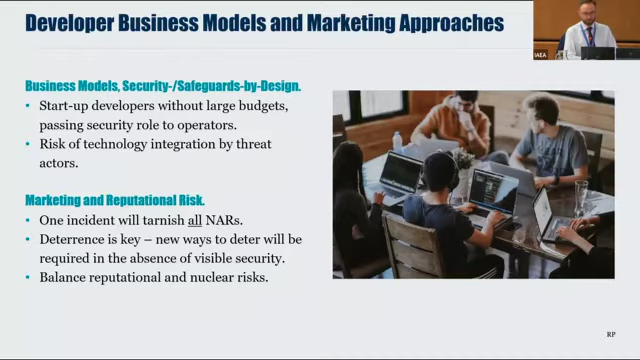 Developer Business Models and Marketing Approaches
IAEA
Business Models, Security-/Safeguards-by-Design.
• Start-up developers without large budgets,
passing security role to operators.
• Risk of technology integration by threat
actors.
Marketing and Reputational Risk.
• One incident will tarnish all NARs.
• Deterrence is key – new ways to deter will be
required in the absence of visible security.
• Balance reputational and nuclear risks.
RP